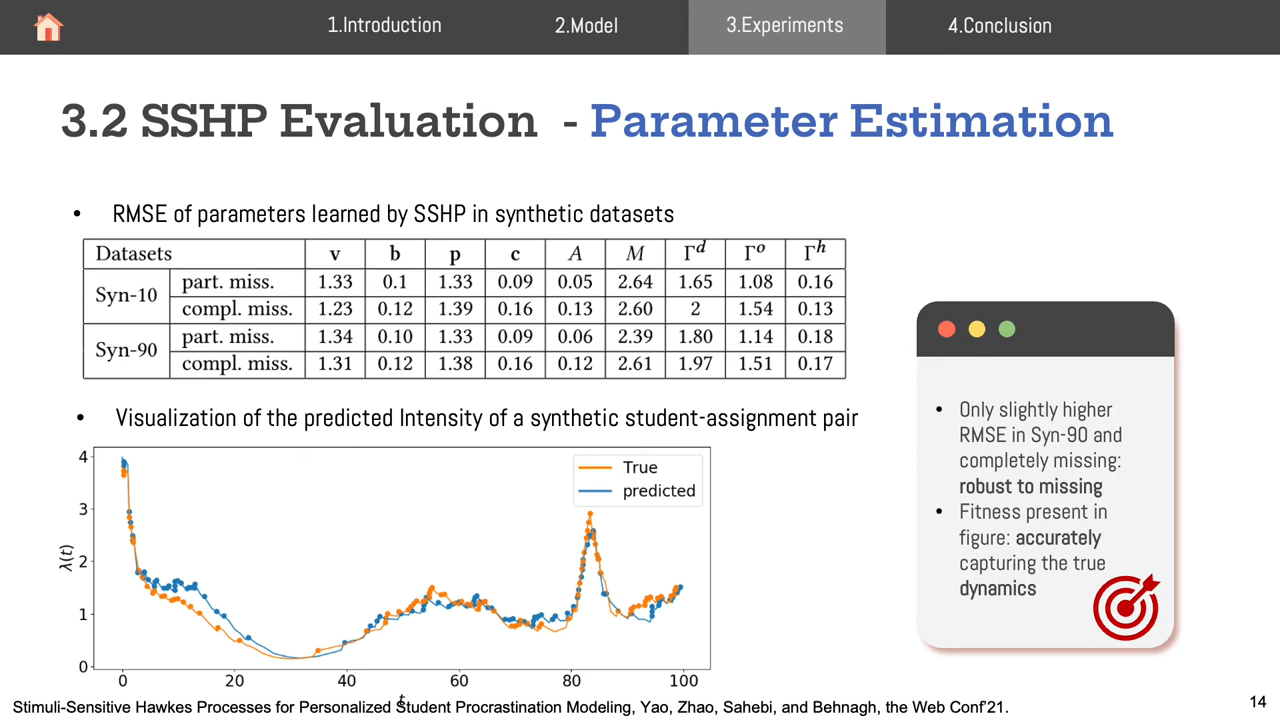 1.Introduction 2.Model 3.Experiments 4.Conclusion
3.2 SSHP Evaluation - Parameter Estimation
• RMSE of parameters learned by SSHP in synthetic datasets
Datasets v b p c A M Γ^d Γ^o Γ^h
Syn-10 part. miss. 1.33 0.1 1.33 0.09 0.05 2.64 1.65 1.08 0.16
compl. miss. 1.23 0.12 1.39 0.16 0.13 2.60 2 1.54 0.13
Syn-90 part. miss. 1.34 0.10 1.33 0.09 0.06 2.39 1.80 1.14 0.18
compl. miss. 1.31 0.12 1.38 0.16 0.12 2.61 1.97 1.51 0.17
• Visualization of the predicted Intensity of a synthetic student-assignment pair
True
predicted
4
3
2
1
0
λ(t)
0 20 40 60 80 100
t
• Only slightly higher
RMSE in Syn-90 and
completely missing:
robust to missing
• Fitness present in
figure: accurately
capturing the true
dynamics
Stimuli-Sensitive Hawkes Processes for Personalized Student Procrastination Modeling, Yao, Zhao, Sahebi, and Behnagh, the Web Conf'21.
14